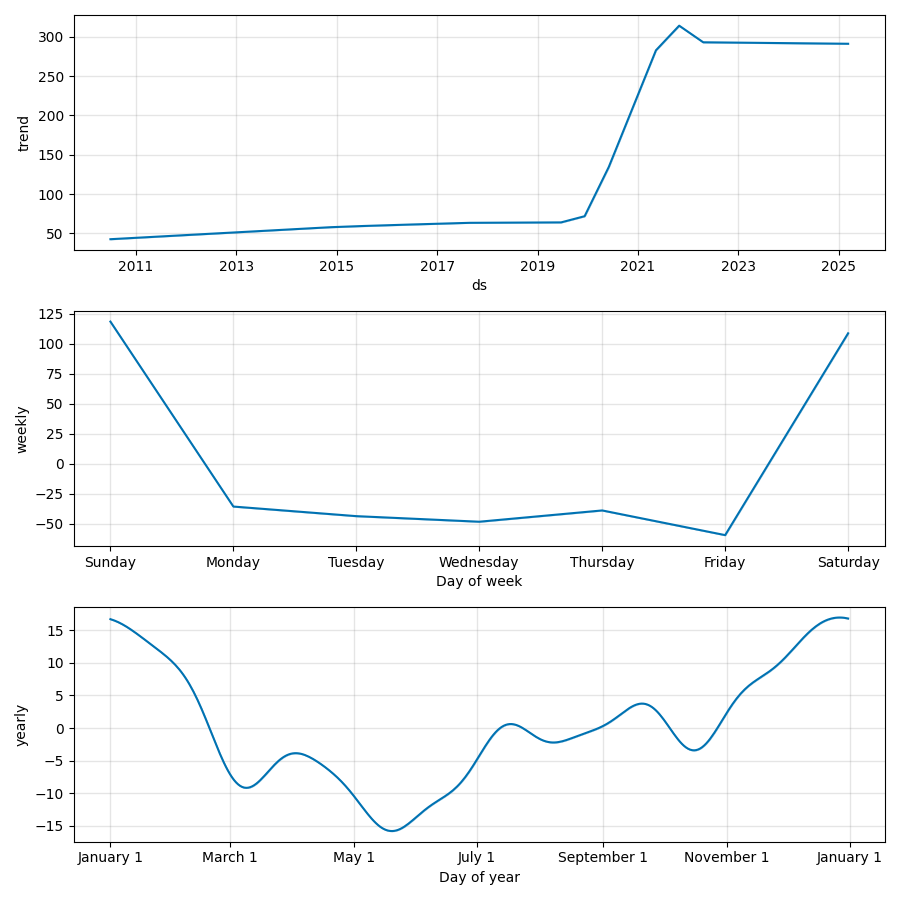 trend
300
250
200
150
100
50
2011 2013 2015 2017 2019 2021 2023 2025
ds
weekly
125
100
75
50
25
0
−25
−50
Sunday Monday Tuesday Wednesday Thursday Friday Saturday
Day of week
yearly
15
10
5
0
−5
−10
−15
January 1 March 1 May 1 July 1 September 1 November 1 January 1
Day of year